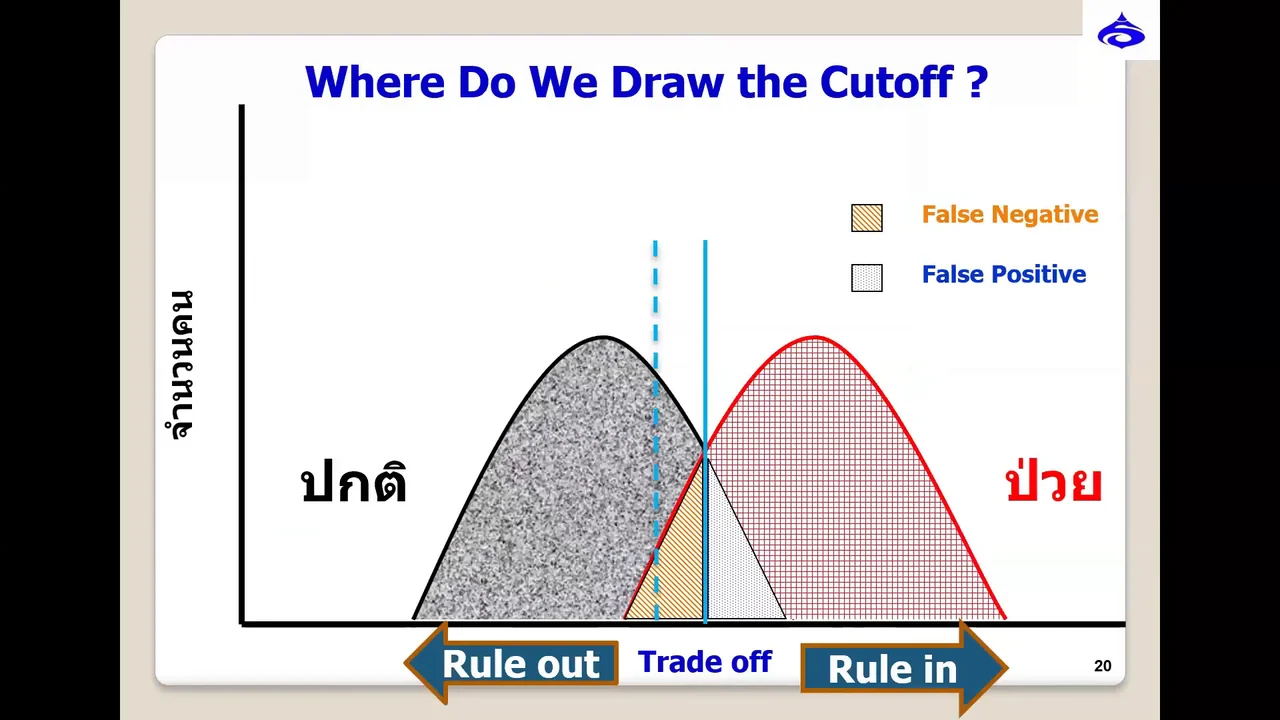 Where Do We Draw the Cutoff ?
False Negative
False Positive
จำนวนคน
ปกติ
ป่วย
Rule out
Trade off
Rule in
20